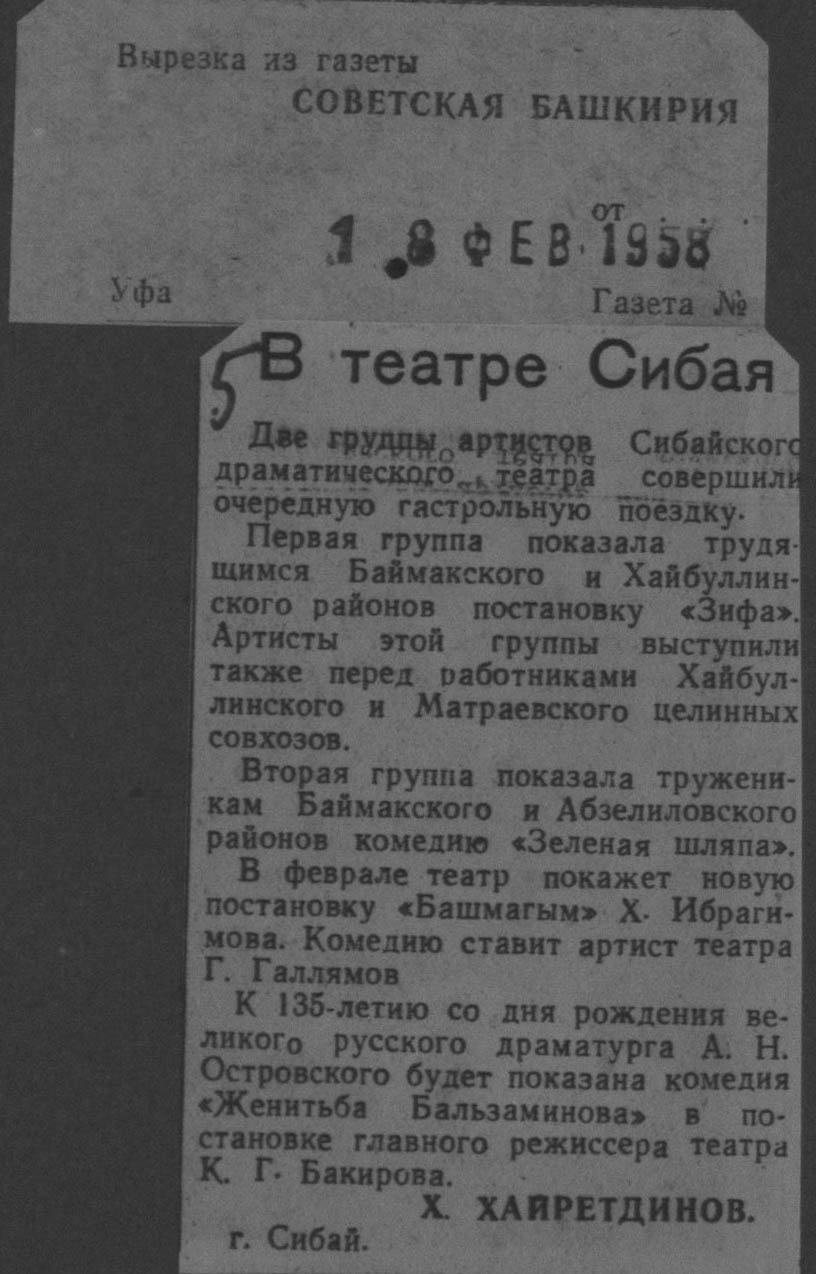 Вырезка из газеты
СОВЕТСКАЯ БАШКИРИЯ
от
1.8 ФЕВ. 1958
Уфа
Газета №
5
В театре Сибая
Две группы артистов Сибайского
драматического театра совершили
очередную гастрольную поездку.
Первая группа показала трудя-
щимся Баймакского и Хайбуллин-
ского районов постановку «Зифа».
Артисты этой группы выступили
также перед работниками Хайбул-
линского и Матраевского целинных
совхозов.
Вторая группа показала тружени-
кам Баймакского и Абзелиловского
районов комедию «Зеленая шляпа».
В феврале театр покажет новую
постановку «Башмагым» Х. Ибраги-
мова. Комедию ставит артист театра
Г. Галлямов
К 135-летию со дня рождения ве-
ликого русского драматурга А. Н.
Островского будет показана комедия
«Женитьба Бальзаминова» в по-
становке главного режиссера театра
К. Г. Бакирова.
Х. ХАЙРЕТДИНОВ.
г. Сибай.